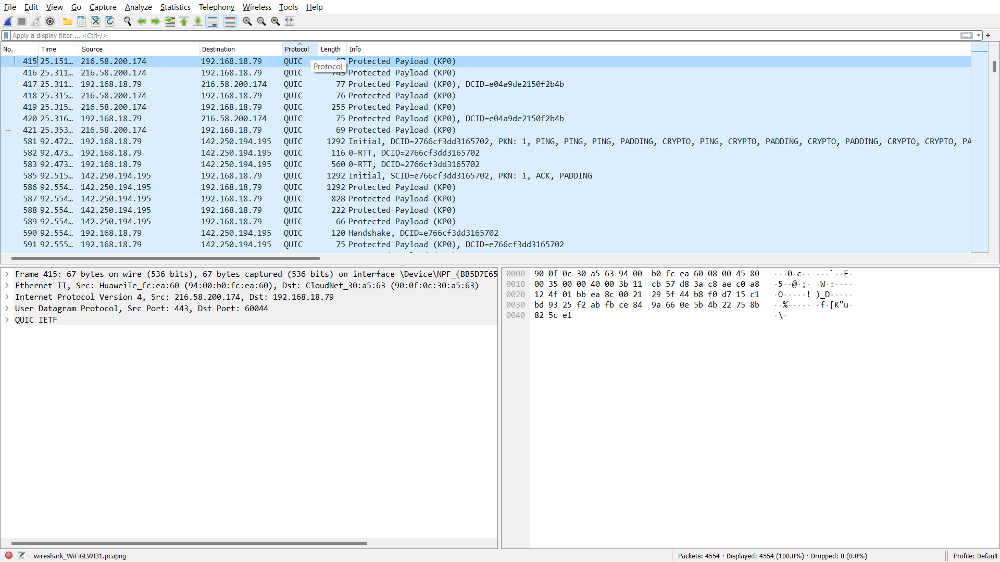 File Edit View Go Capture Analyze Statistics Telephony Wireless Tools Help
Apply a display filter ... <Ctrl-/>
No. Time Source Destination Protocol Length Info
415 25.151… 216.58.200.174 192.168.18.79 QUIC 67 Protected Payload (KP0)
Protocol
416 25.311… 216.58.200.174 192.168.18.79 QUIC 745 Protected Payload (KP0)
417 25.311… 192.168.18.79 216.58.200.174 QUIC 77 Protected Payload (KP0), DCID=e04a9de2150f2b4b
418 25.315… 216.58.200.174 192.168.18.79 QUIC 76 Protected Payload (KP0)
419 25.315… 216.58.200.174 192.168.18.79 QUIC 255 Protected Payload (KP0)
420 25.316… 192.168.18.79 216.58.200.174 QUIC 75 Protected Payload (KP0), DCID=e04a9de2150f2b4b
421 25.353… 216.58.200.174 192.168.18.79 QUIC 69 Protected Payload (KP0)
581 92.472… 192.168.18.79 142.250.194.195 QUIC 1292 Initial, DCID=2766cf3dd3165702, PKN: 1, PING, PING, PING, PADDING, CRYPTO, PING, CRYPTO, PADDING, CRYPTO, PADDING, CRYPTO, CRYPTO, PA
582 92.473… 192.168.18.79 142.250.194.195 QUIC 116 0-RTT, DCID=2766cf3dd3165702
583 92.473… 192.168.18.79 142.250.194.195 QUIC 560 0-RTT, DCID=2766cf3dd3165702
585 92.515… 142.250.194.195 192.168.18.79 QUIC 1292 Initial, SCID=e766cf3dd3165702, PKN: 1, ACK, PADDING
586 92.554… 142.250.194.195 192.168.18.79 QUIC 1292 Protected Payload (KP0)
587 92.554… 142.250.194.195 192.168.18.79 QUIC 828 Protected Payload (KP0)
588 92.554… 142.250.194.195 192.168.18.79 QUIC 222 Protected Payload (KP0)
589 92.554… 142.250.194.195 192.168.18.79 QUIC 66 Protected Payload (KP0)
590 92.554… 192.168.18.79 142.250.194.195 QUIC 120 Handshake, DCID=e766cf3dd3165702
591 92.555… 192.168.18.79 142.250.194.195 QUIC 75 Protected Payload (KP0), DCID=e766cf3dd3165702
Frame 415: 67 bytes on wire (536 bits), 67 bytes captured (536 bits) on interface \Device\NPF_{BB5D7E65
Ethernet II, Src: HuaweiTe_fc:ea:60 (94:00:b0:fc:ea:60), Dst: CloudNet_30:a5:63 (90:0f:0c:30:a5:63)
Internet Protocol Version 4, Src: 216.58.200.174, Dst: 192.168.18.79
User Datagram Protocol, Src Port: 443, Dst Port: 60044
QUIC IETF
0000 90 0f 0c 30 a5 63 94 00 b0 fc ea 60 08 00 45 80 ···0·c·· ···`··E·
0010 00 35 00 00 40 00 3b 11 cb 57 d8 3a c8 ae c0 a8 ·5··@·;· ·W·:····
0020 12 4f 01 bb ea 8c 00 21 29 5f 44 b8 f0 d7 15 c1 ·O·····! )_D·····
0030 bd 93 25 f2 ab fb ce 84 9a 66 0e 5b 4b 22 75 8b ··%····· ·f·[K"u·
0040 82 5c e1 ·\·
wireshark_WiFiGLWI31.pcapng
Packets: 4554 · Displayed: 4554 (100.0%) · Dropped: 0 (0.0%)
Profile: Default